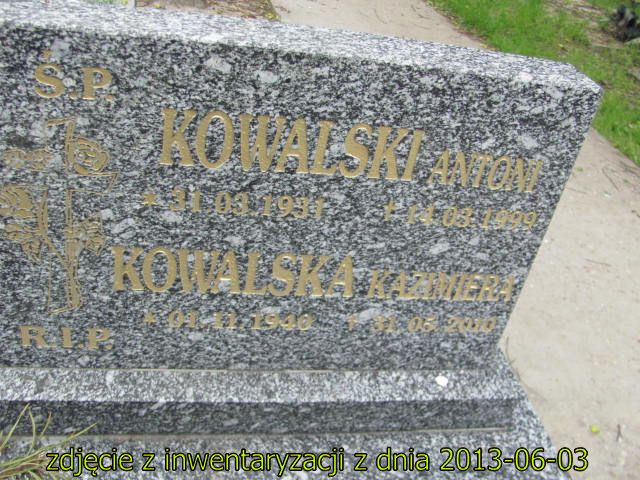 Ś.P.
KOWALSKI ANTONI
* 31.03.1931 † 14.03.1999
KOWALSKA KAZIMIERA
* 01.11.1940 † 31.05.2010
R.I.P.
zdjęcie z inwentaryzacji z dnia 2013-06-03